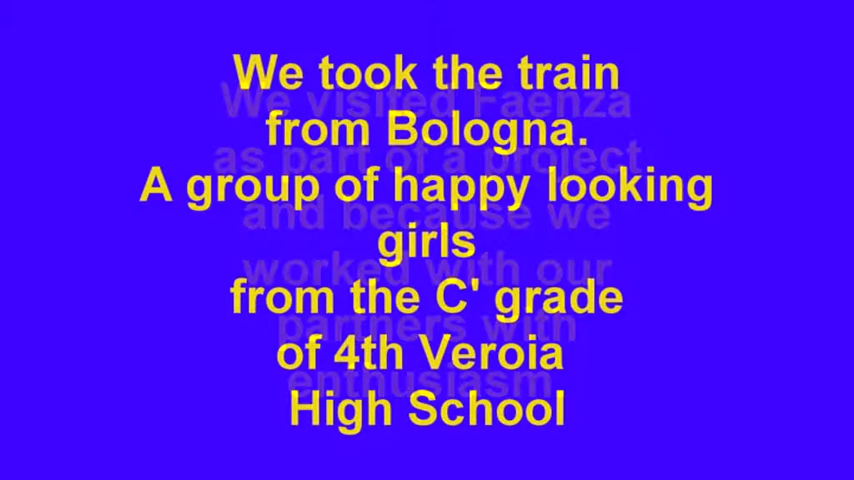 We took the train
from Bologna.
A group of happy looking
girls
from the C' grade
of 4th Veroia
High School
We visited Faenza
as part of a project
and because we
worked with our
partners with
enthusiasm